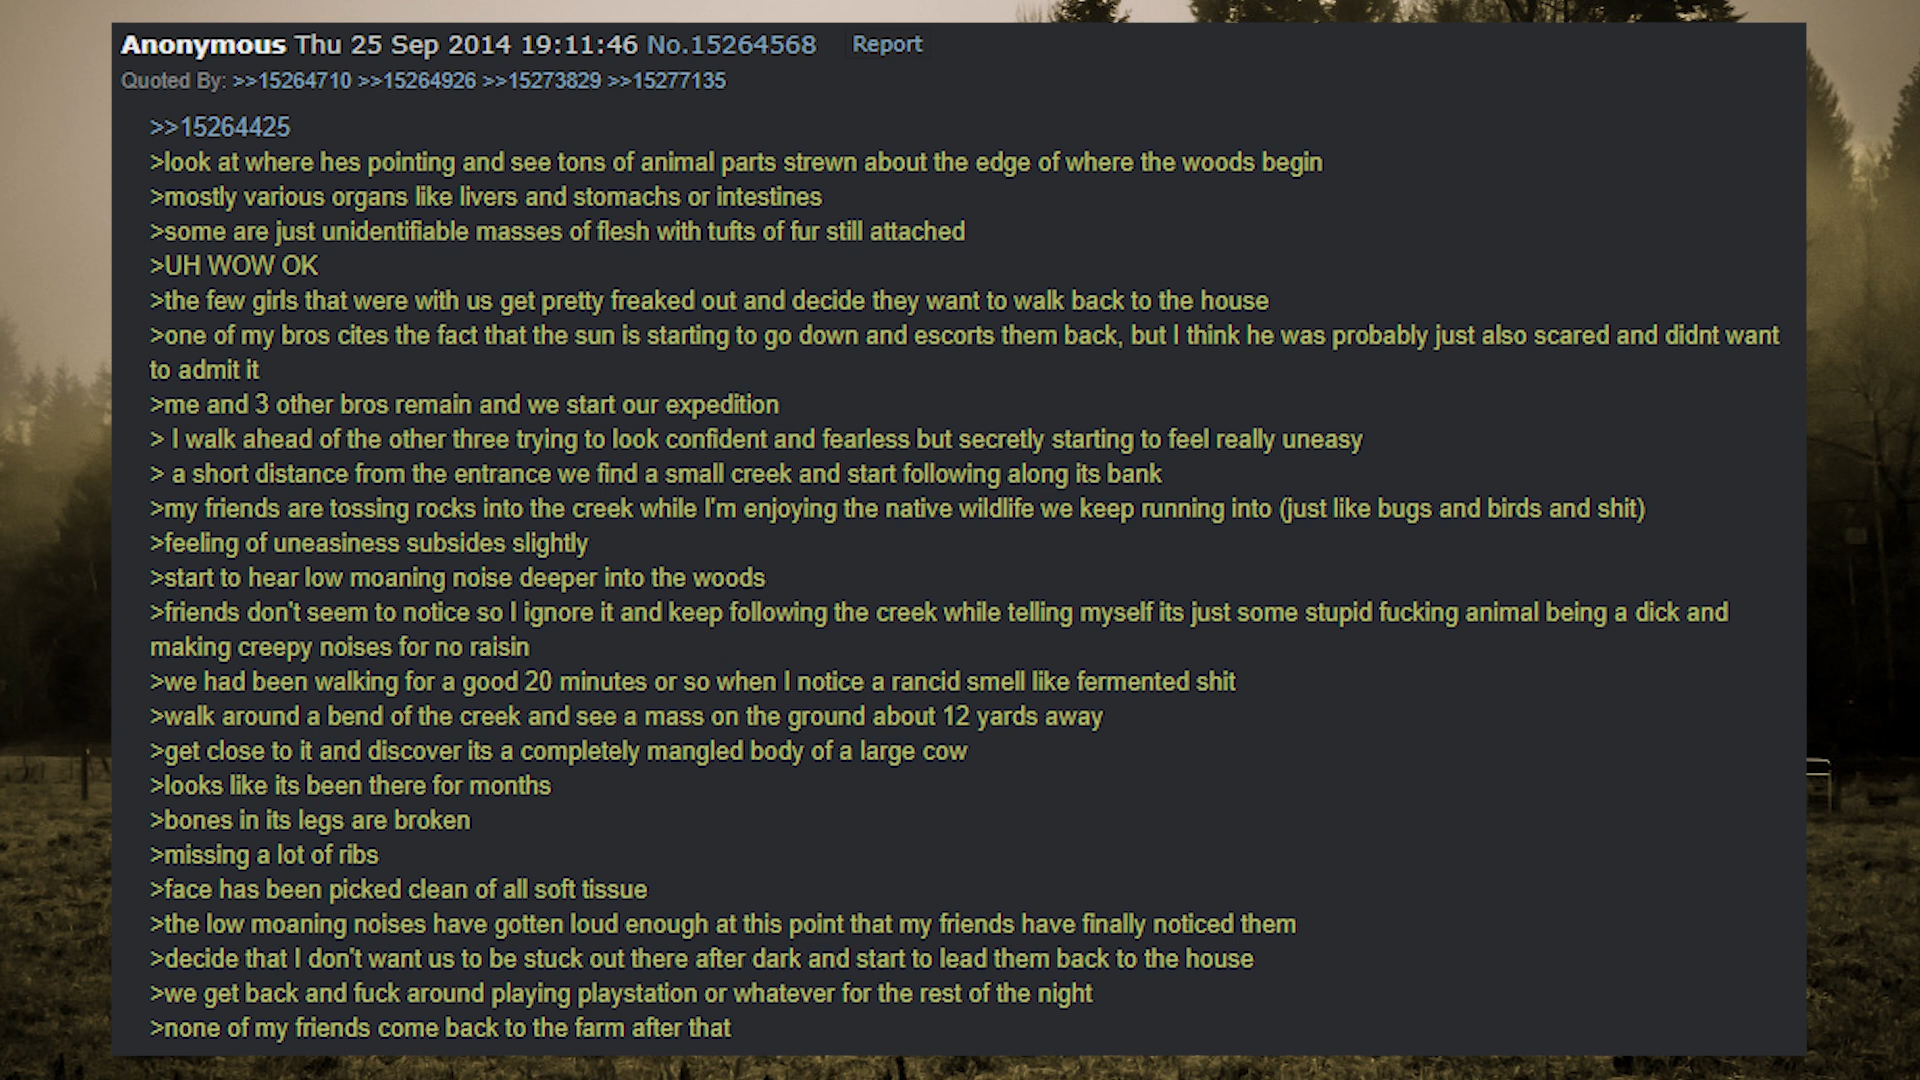 Anonymous Thu 25 Sep 2014 19:11:46 No.15264568 Report
Quoted By: >>15264710 >>15264926 >>15273829 >>15277135
>>15264425
>look at where hes pointing and see tons of animal parts strewn about the edge of where the woods begin
>mostly various organs like livers and stomachs or intestines
>some are just unidentifiable masses of flesh with tufts of fur still attached
>UH WOW OK
>the few girls that were with us get pretty freaked out and decide they want to walk back to the house
>one of my bros cites the fact that the sun is starting to go down and escorts them back, but I think he was probably just also scared and didnt want
to admit it
>me and 3 other bros remain and we start our expedition
> I walk ahead of the other three trying to look confident and fearless but secretly starting to feel really uneasy
> a short distance from the entrance we find a small creek and start following along its bank
>my friends are tossing rocks into the creek while I'm enjoying the native wildlife we keep running into (just like bugs and birds and shit)
>feeling of uneasiness subsides slightly
>start to hear low moaning noise deeper into the woods
>friends don't seem to notice so I ignore it and keep following the creek while telling myself its just some stupid fucking animal being a dick and
making creepy noises for no raisin
>we had been walking for a good 20 minutes or so when I notice a rancid smell like fermented shit
>walk around a bend of the creek and see a mass on the ground about 12 yards away
>get close to it and discover its a completely mangled body of a large cow
>looks like its been there for months
>bones in its legs are broken
>missing a lot of ribs
>face has been picked clean of all soft tissue
>the low moaning noises have gotten loud enough at this point that my friends have finally noticed them
>decide that I don't want us to be stuck out there after dark and start to lead them back to the house
>we get back and fuck around playing playstation or whatever for the rest of the night
>none of my friends come back to the farm after that